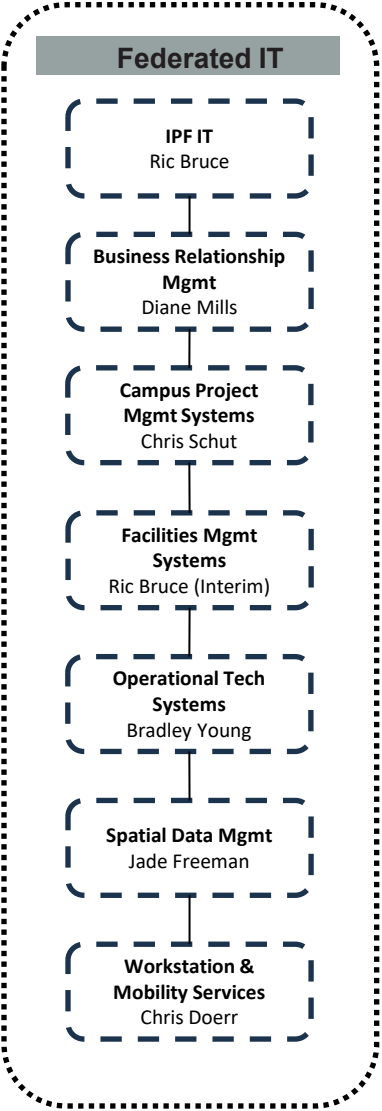 Federated IT
IPF IT
Ric Bruce
Business Relationship
Mgmt
Diane Mills
Campus Project
Mgmt Systems
Chris Schut
Facilities Mgmt
Systems
Ric Bruce (Interim)
Operational Tech
Systems
Bradley Young
Spatial Data Mgmt
Jade Freeman
Workstation &
Mobility Services
Chris Doerr